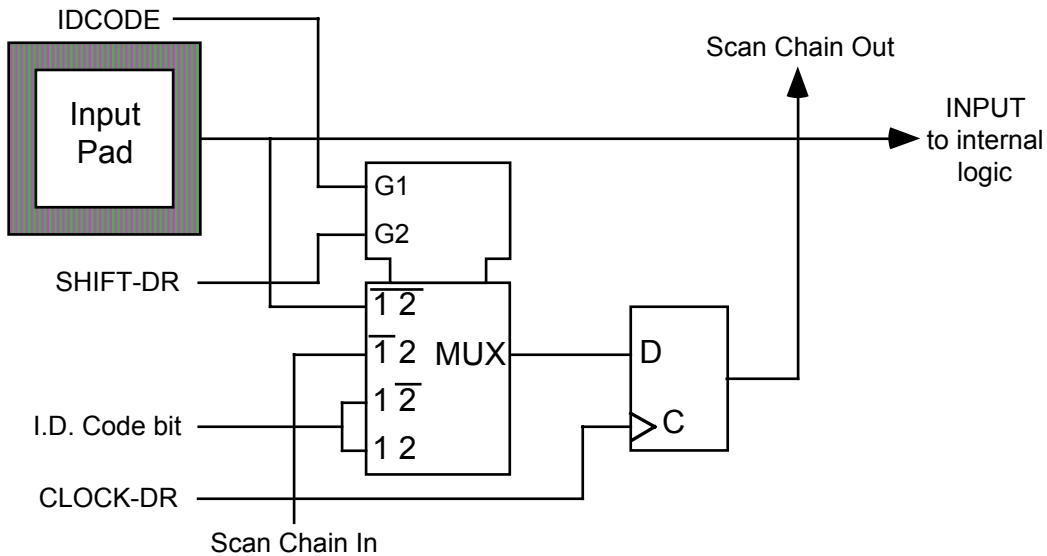 IDCODE
Scan Chain Out
Input
Pad
INPUT
to internal
logic
G1
G2
SHIFT-DR
1̅ 2̅
1̅ 2
MUX
D
1 2̅
I.D. Code bit
C
1 2
CLOCK-DR
Scan Chain In